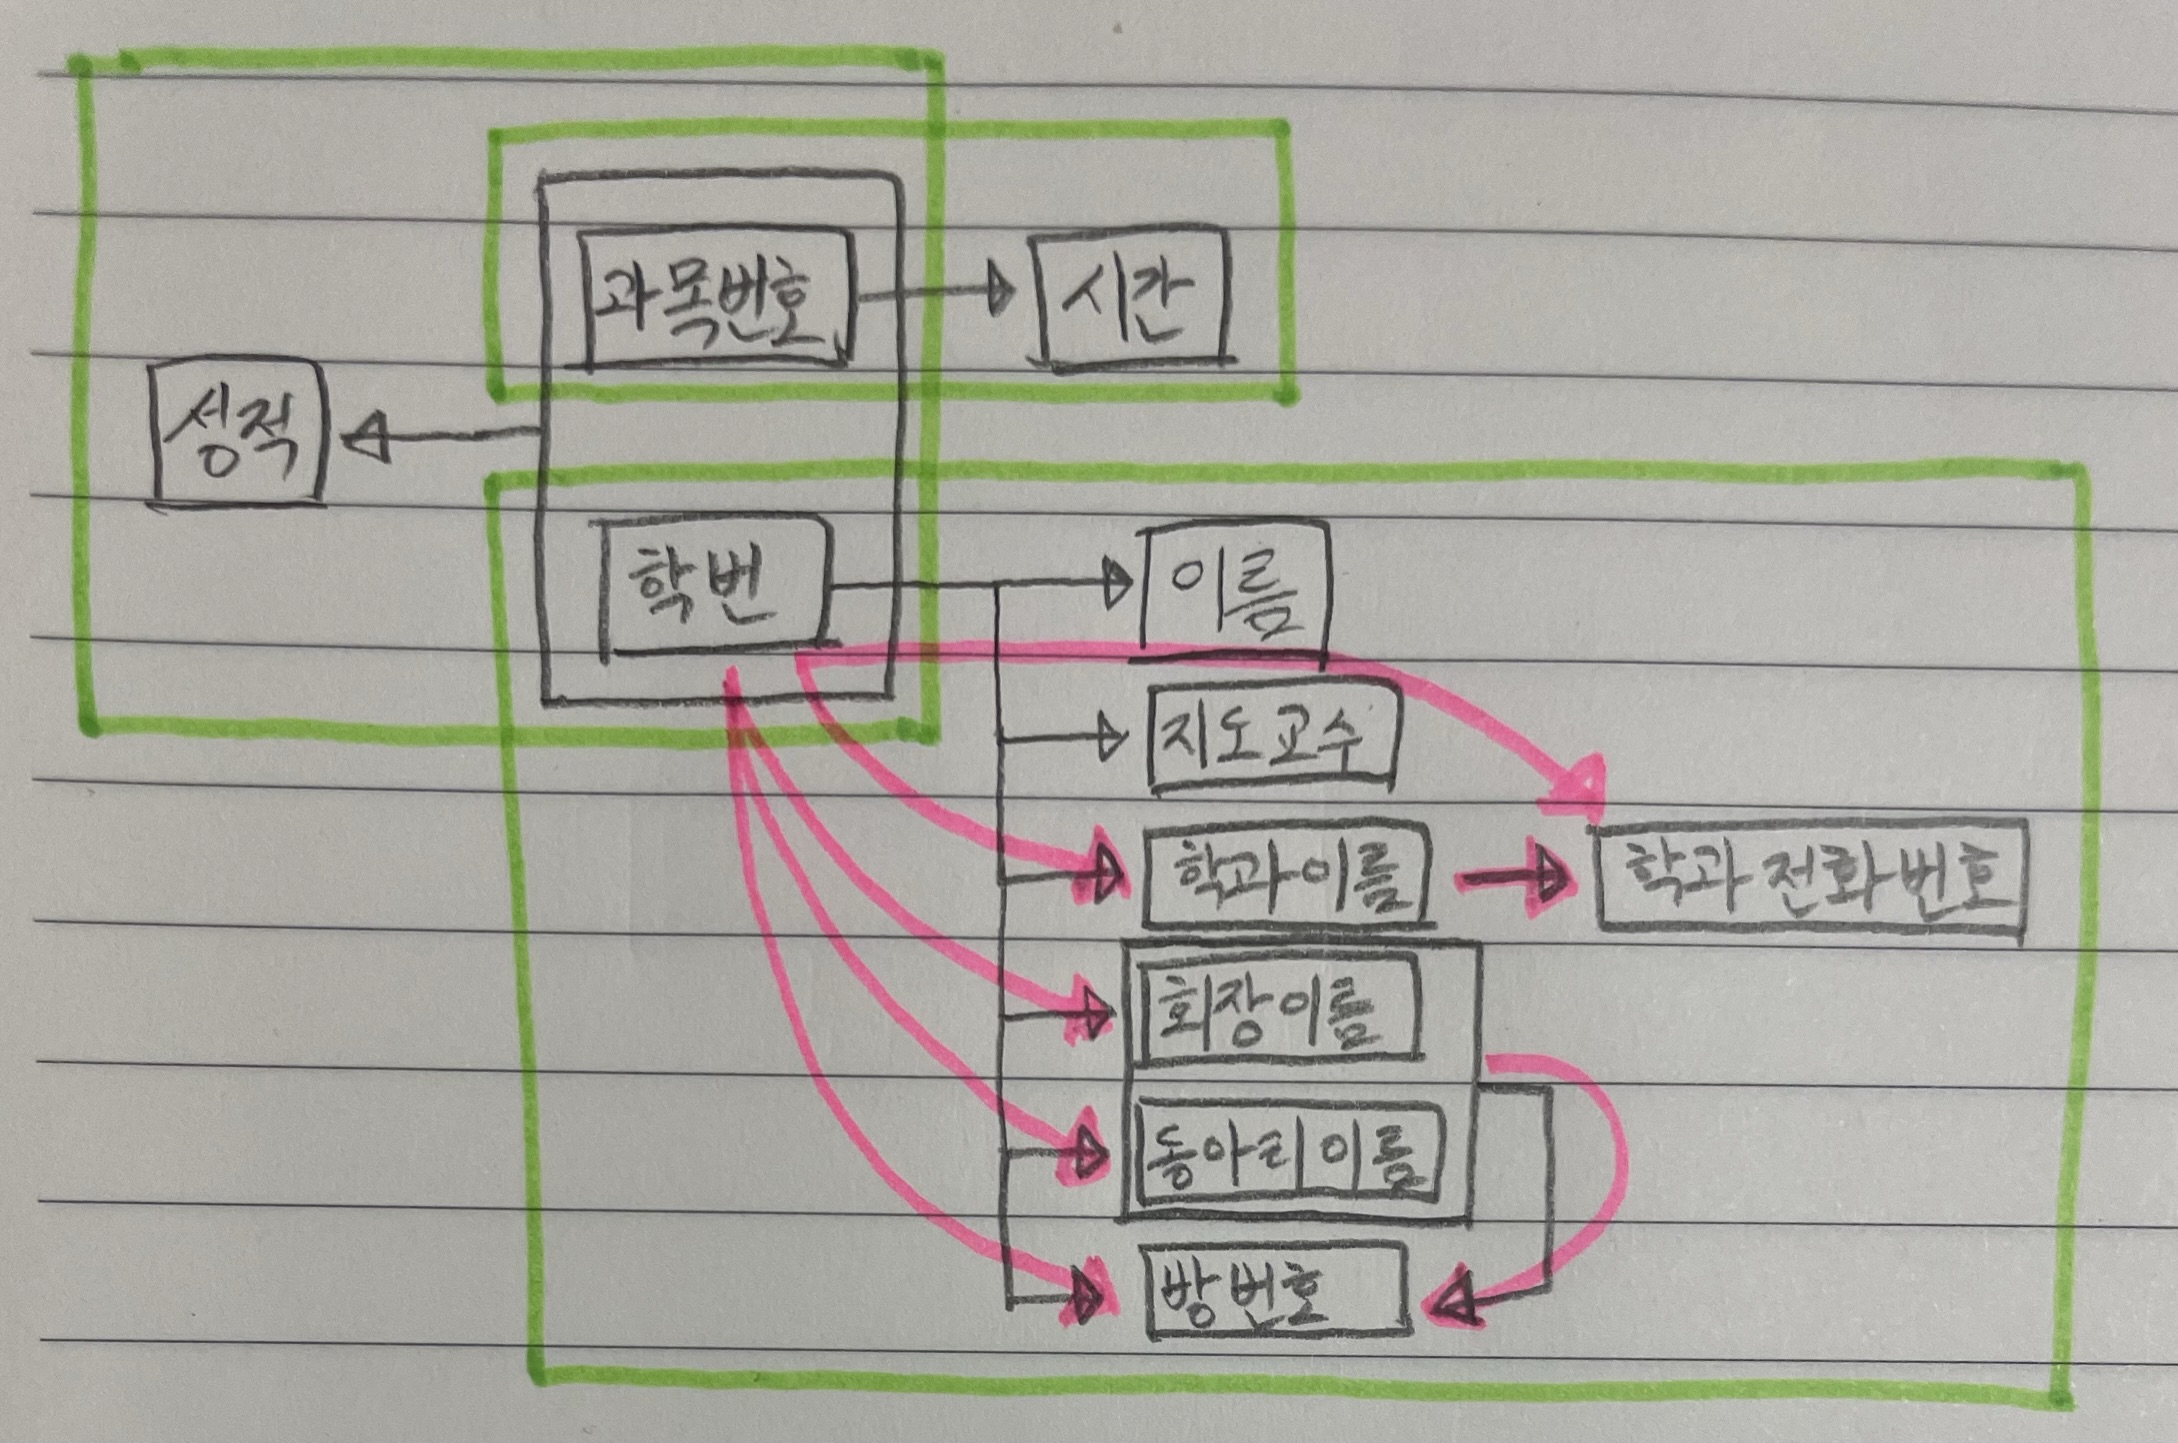 과목번호
시간
성적
학번
이름
지도교수
학과이름
학과 전화번호
회장이름
동아리 이름
방번호